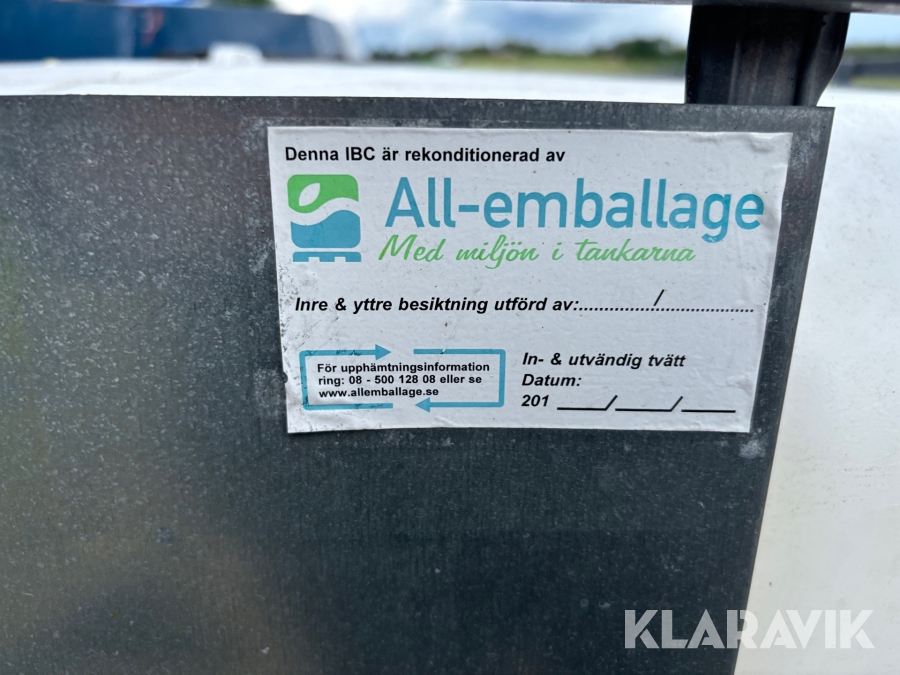 Denna IBC är rekonditionerad av
All-emballage
Med miljön i tankarna
Inre & yttre besiktning utförd av:............../....................
För upphämtningsinformation
ring: 08 - 500 128 08 eller se
www.allemballage.se
In- & utvändig tvätt
Datum:
201 ____/____/____
KLARAVIK